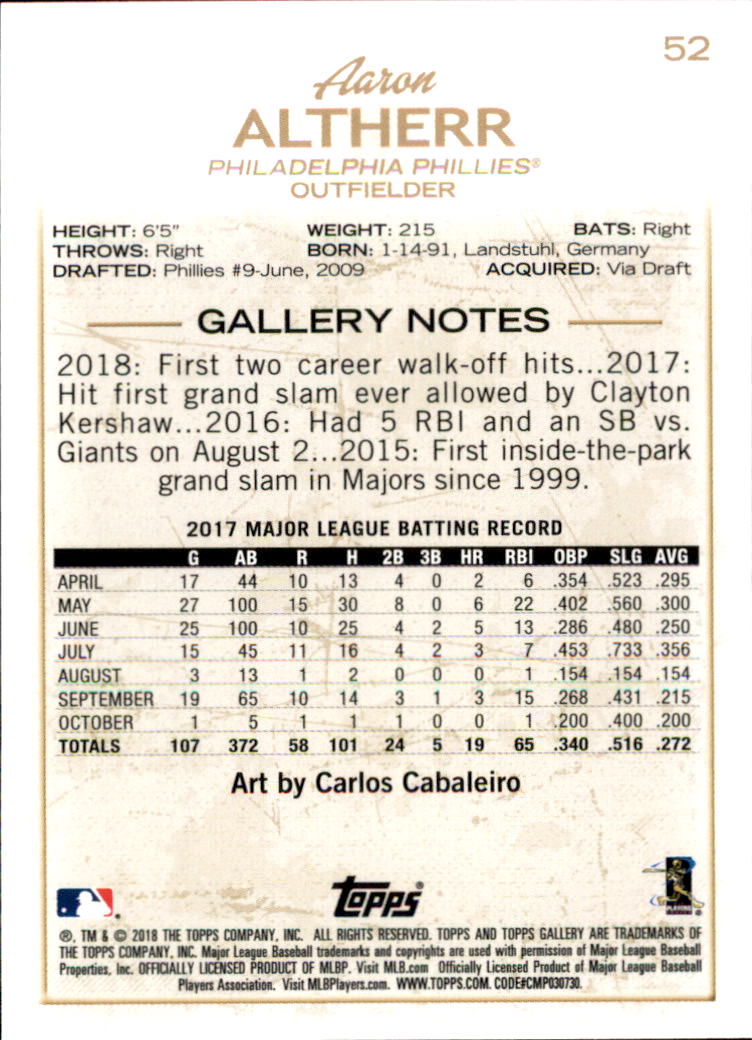 52
Aaron
ALTHERR
PHILADELPHIA PHILLIES®
OUTFIELDER
HEIGHT: 6'5" WEIGHT: 215 BATS: Right
THROWS: Right BORN: 1-14-91, Landstuhl, Germany
DRAFTED: Phillies #9-June, 2009 ACQUIRED: Via Draft
GALLERY NOTES
2018: First two career walk-off hits...2017:
Hit first grand slam ever allowed by Clayton
Kershaw...2016: Had 5 RBI and an SB vs.
Giants on August 2...2015: First inside-the-park
grand slam in Majors since 1999.
2017 MAJOR LEAGUE BATTING RECORD
G AB R H 2B 3B HR RBI OBP SLG AVG
APRIL 17 44 10 13 4 0 2 6 .354 .523 .295
MAY 27 100 15 30 8 0 6 22 .402 .560 .300
JUNE 25 100 10 25 4 2 5 13 .286 .480 .250
JULY 15 45 11 16 4 2 3 7 .453 .733 .356
AUGUST 3 13 1 2 0 0 0 1 .154 .154 .154
SEPTEMBER 19 65 10 14 3 1 3 15 .268 .431 .215
OCTOBER 1 5 1 1 1 0 0 1 .200 .400 .200
TOTALS 107 372 58 101 24 5 19 65 .340 .516 .272
Art by Carlos Cabaleiro
Topps®
®, TM & © 2018 THE TOPPS COMPANY, INC. ALL RIGHTS RESERVED. TOPPS AND TOPPS GALLERY ARE TRADEMARKS OF
THE TOPPS COMPANY, INC. Major League Baseball trademarks and copyrights are used with permission of Major League Baseball
Properties, Inc. OFFICIALLY LICENSED PRODUCT OF MLBP. Visit MLB.com Officially Licensed Product of Major League Baseball
Players Association. Visit MLBPlayers.com. WWW.TOPPS.COM. CODE#CMP030730.